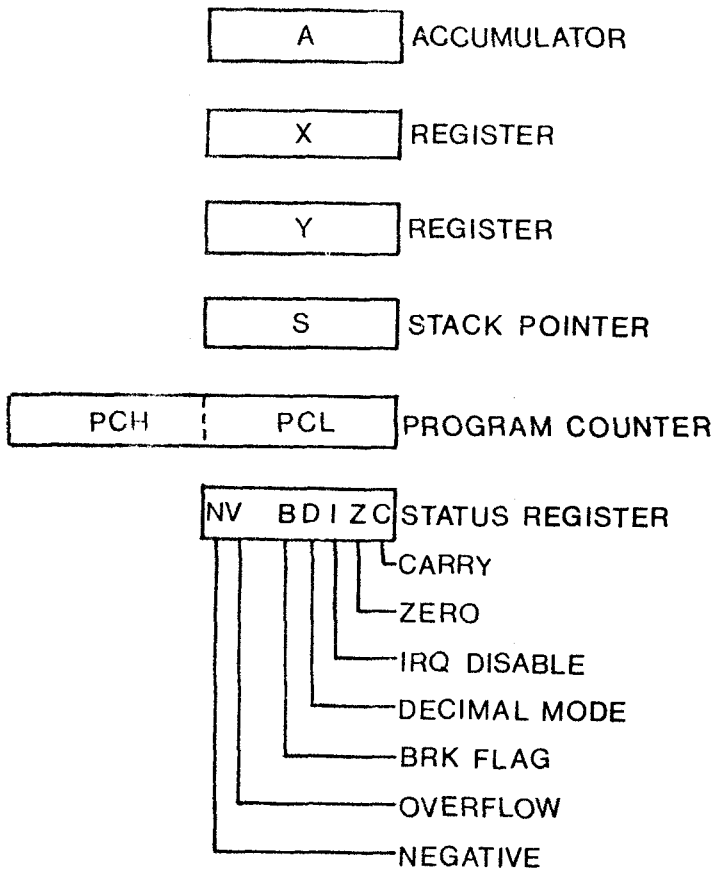 A ACCUMULATOR
X REGISTER
Y REGISTER
S STACK POINTER
PCH PCL PROGRAM COUNTER
NV BDIZC STATUS REGISTER
CARRY
ZERO
IRQ DISABLE
DECIMAL MODE
BRK FLAG
OVERFLOW
NEGATIVE